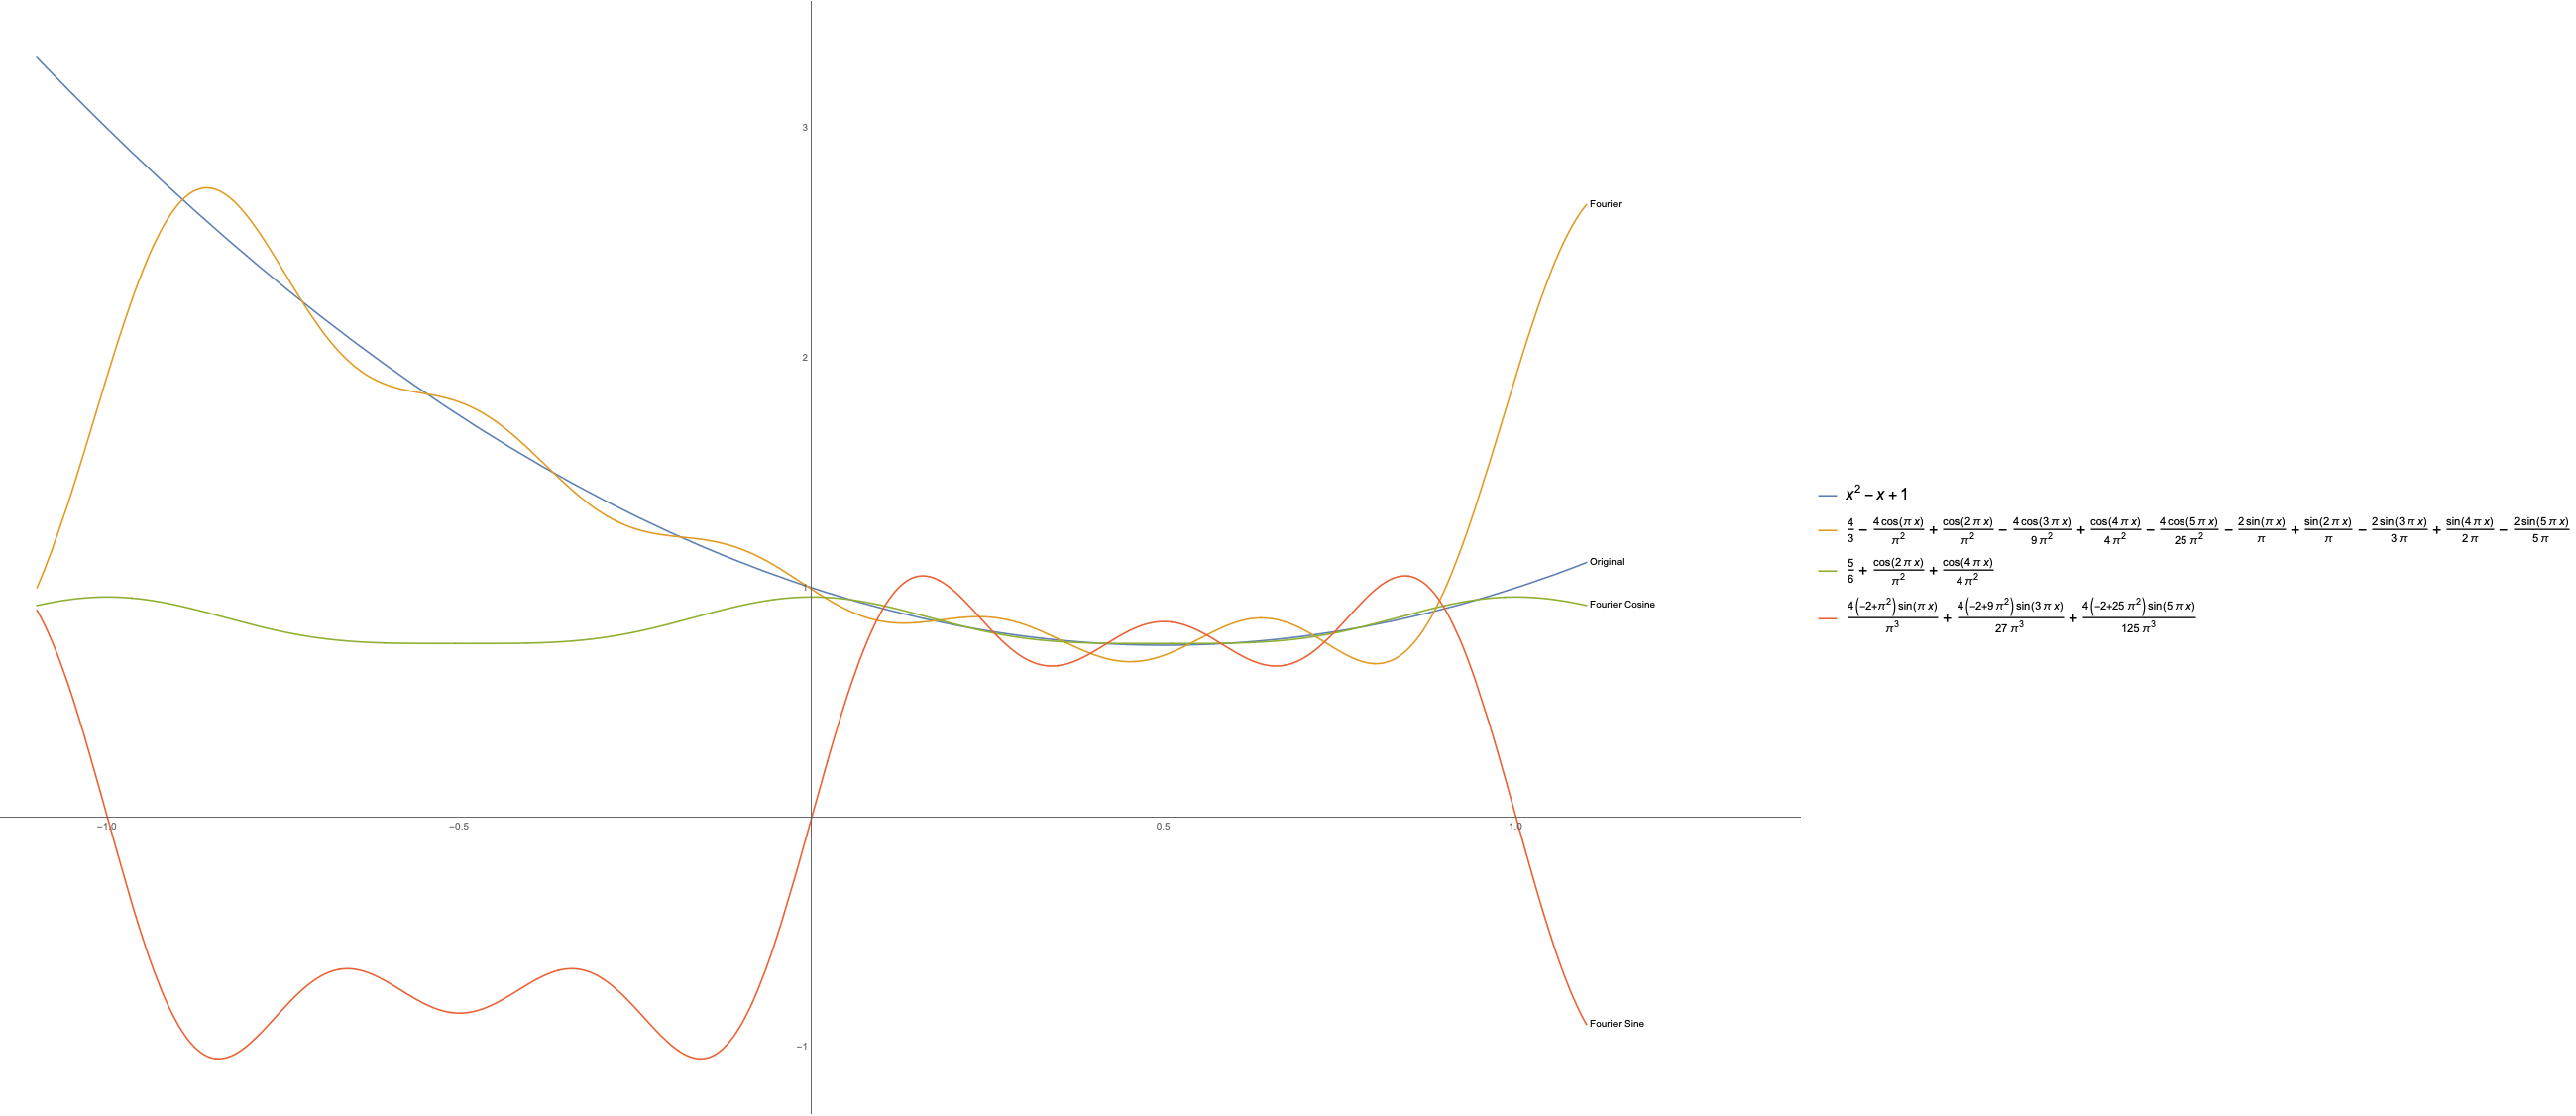 3
Fourier
2
x² − x + 1
4/3 − 4 cos(π x)/π² + cos(2 π x)/π² − 4 cos(3 π x)/9 π² + cos(4 π x)/4 π² − 4 cos(5 π x)/25 π² − 2 sin(π x)/π + sin(2 π x)/π − 2 sin(3 π x)/3 π + sin(4 π x)/2 π − 2 sin(5 π x)/5 π
Original
5/6 + cos(2 π x)/π² + cos(4 π x)/4 π²
1
Fourier Cosine
4 (−2+π²) sin(π x)/π³ + 4 (−2+9 π²) sin(3 π x)/27 π³ + 4 (−2+25 π²) sin(5 π x)/125 π³
−1.0 −0.5 0.5 1.0
Fourier Sine
−1